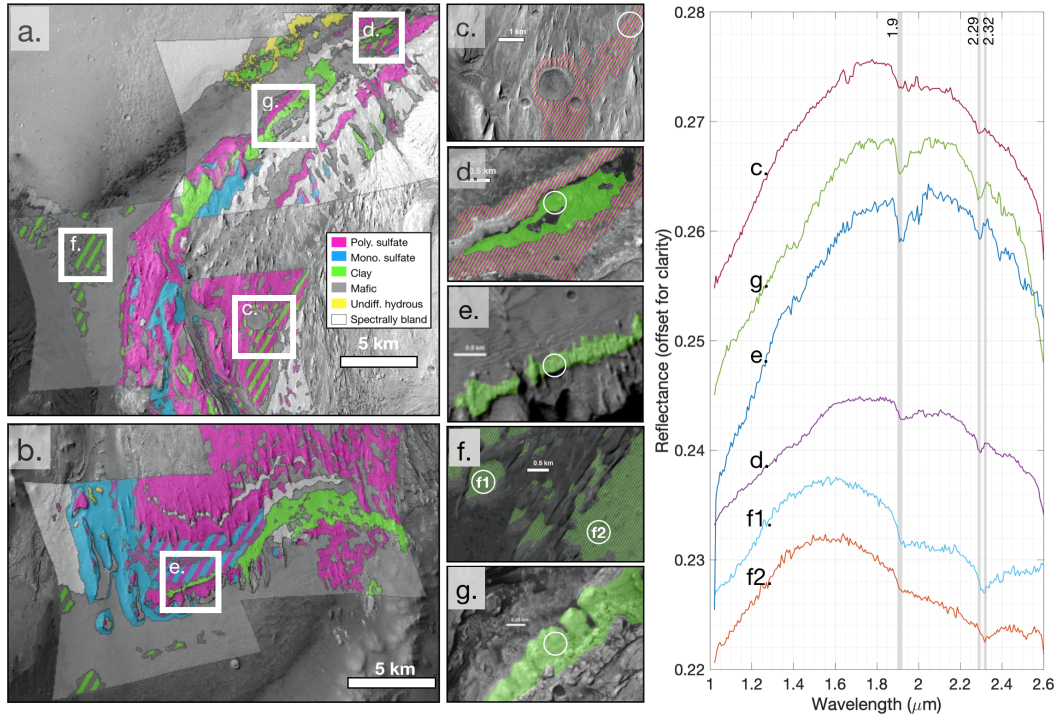 a.
d.
g.
f.
c.
Poly. sulfate
Mono. sulfate
Clay
Mafic
Undiff. hydrous
Spectrally bland
5 km
b.
e.
5 km
c.
1 km
d.
0.5 km
e.
0.5 km
f.
f1
0.5 km
f2
g.
0.25 km
0.28
0.27
0.26
0.25
0.24
0.23
0.22
Reflectance (offset for clarity)
1.9
2.29
2.32
c.
g.
e.
d.
f1.
f2.
1 1.2 1.4 1.6 1.8 2 2.2 2.4 2.6
Wavelength (μm)